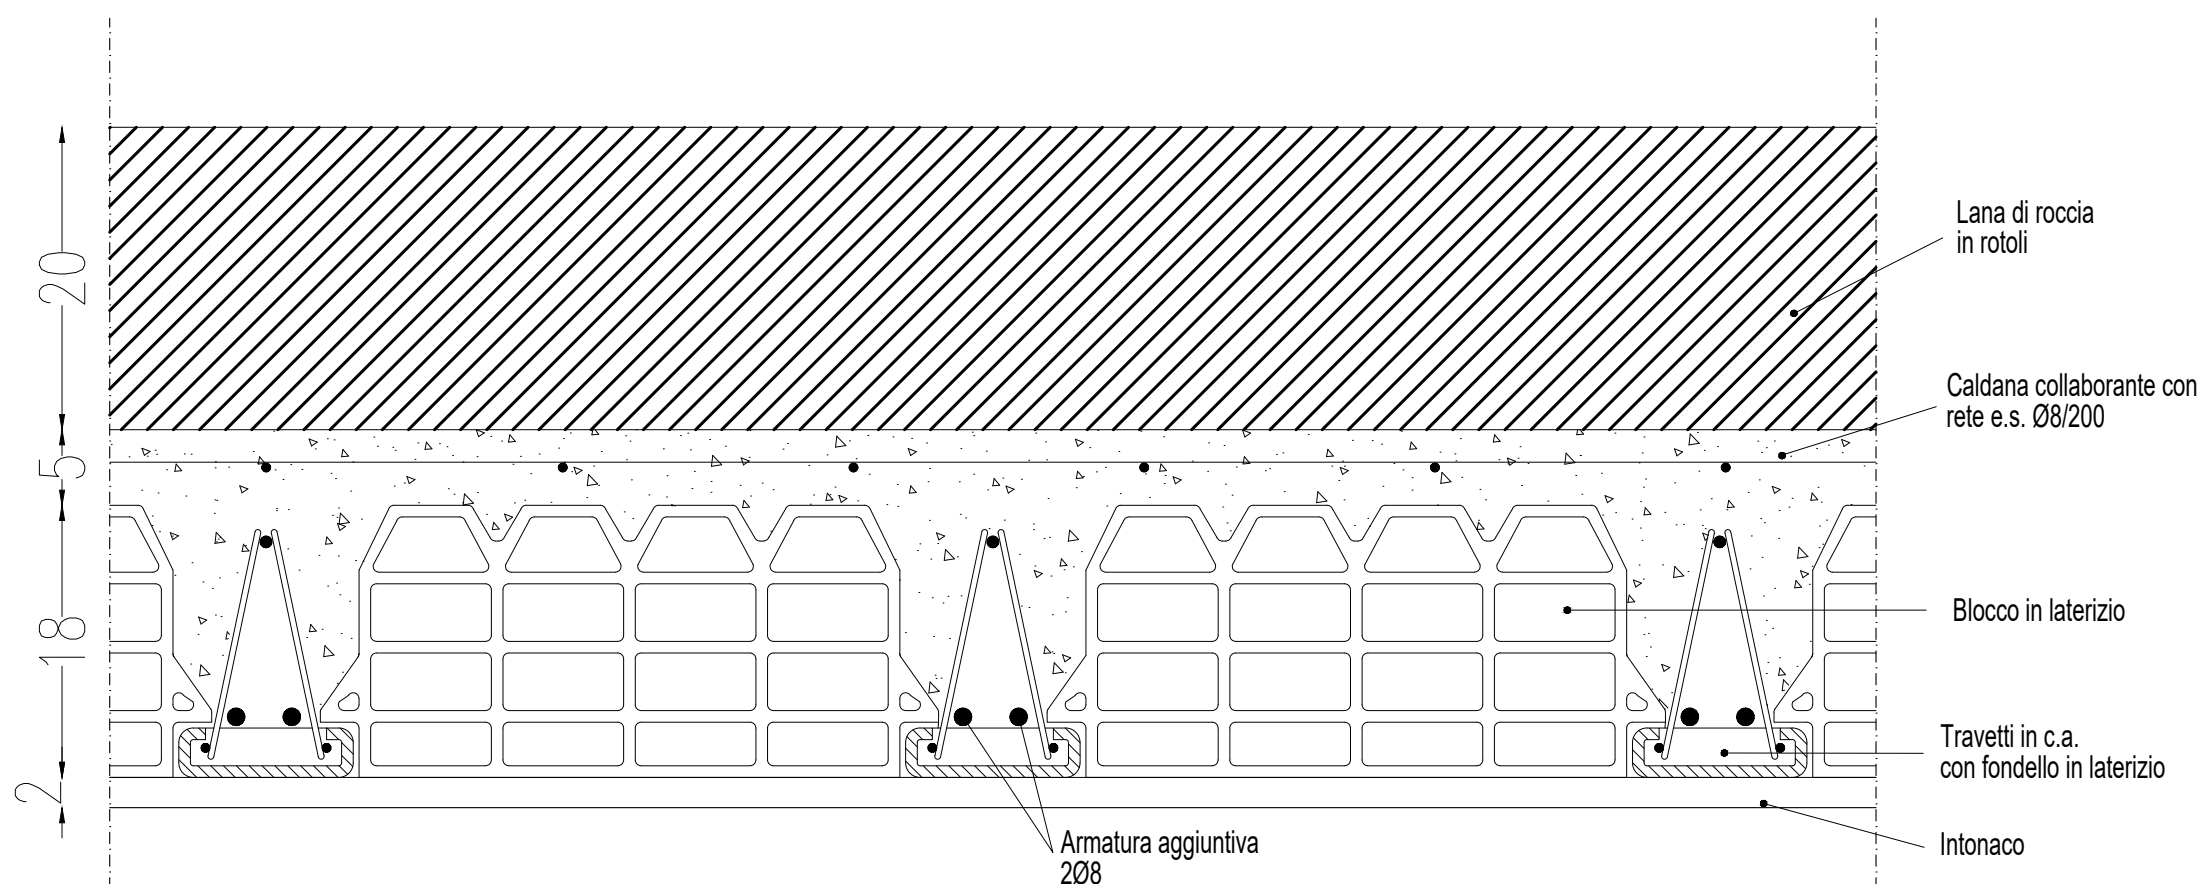 20
5
18
2
Lana di roccia
in rotoli
Caldana collaborante con
rete e.s. Ø8/200
Blocco in laterizio
Travetti in c.a.
con fondello in laterizio
Intonaco
Armatura aggiuntiva
2Ø8